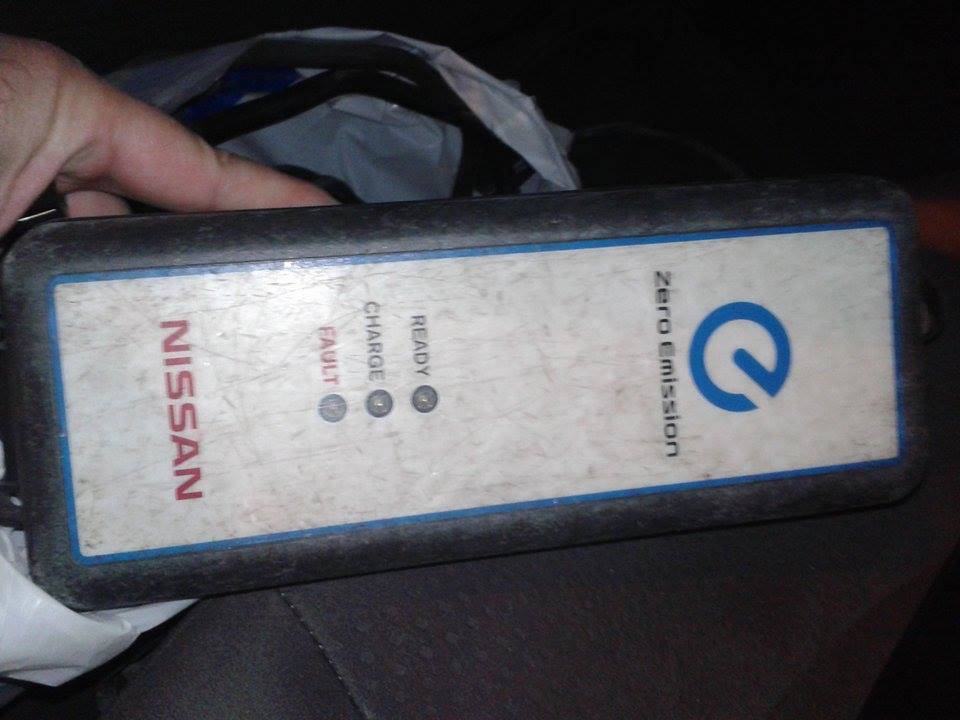 Zero Emission
READY
CHARGE
FAULT
NISSAN